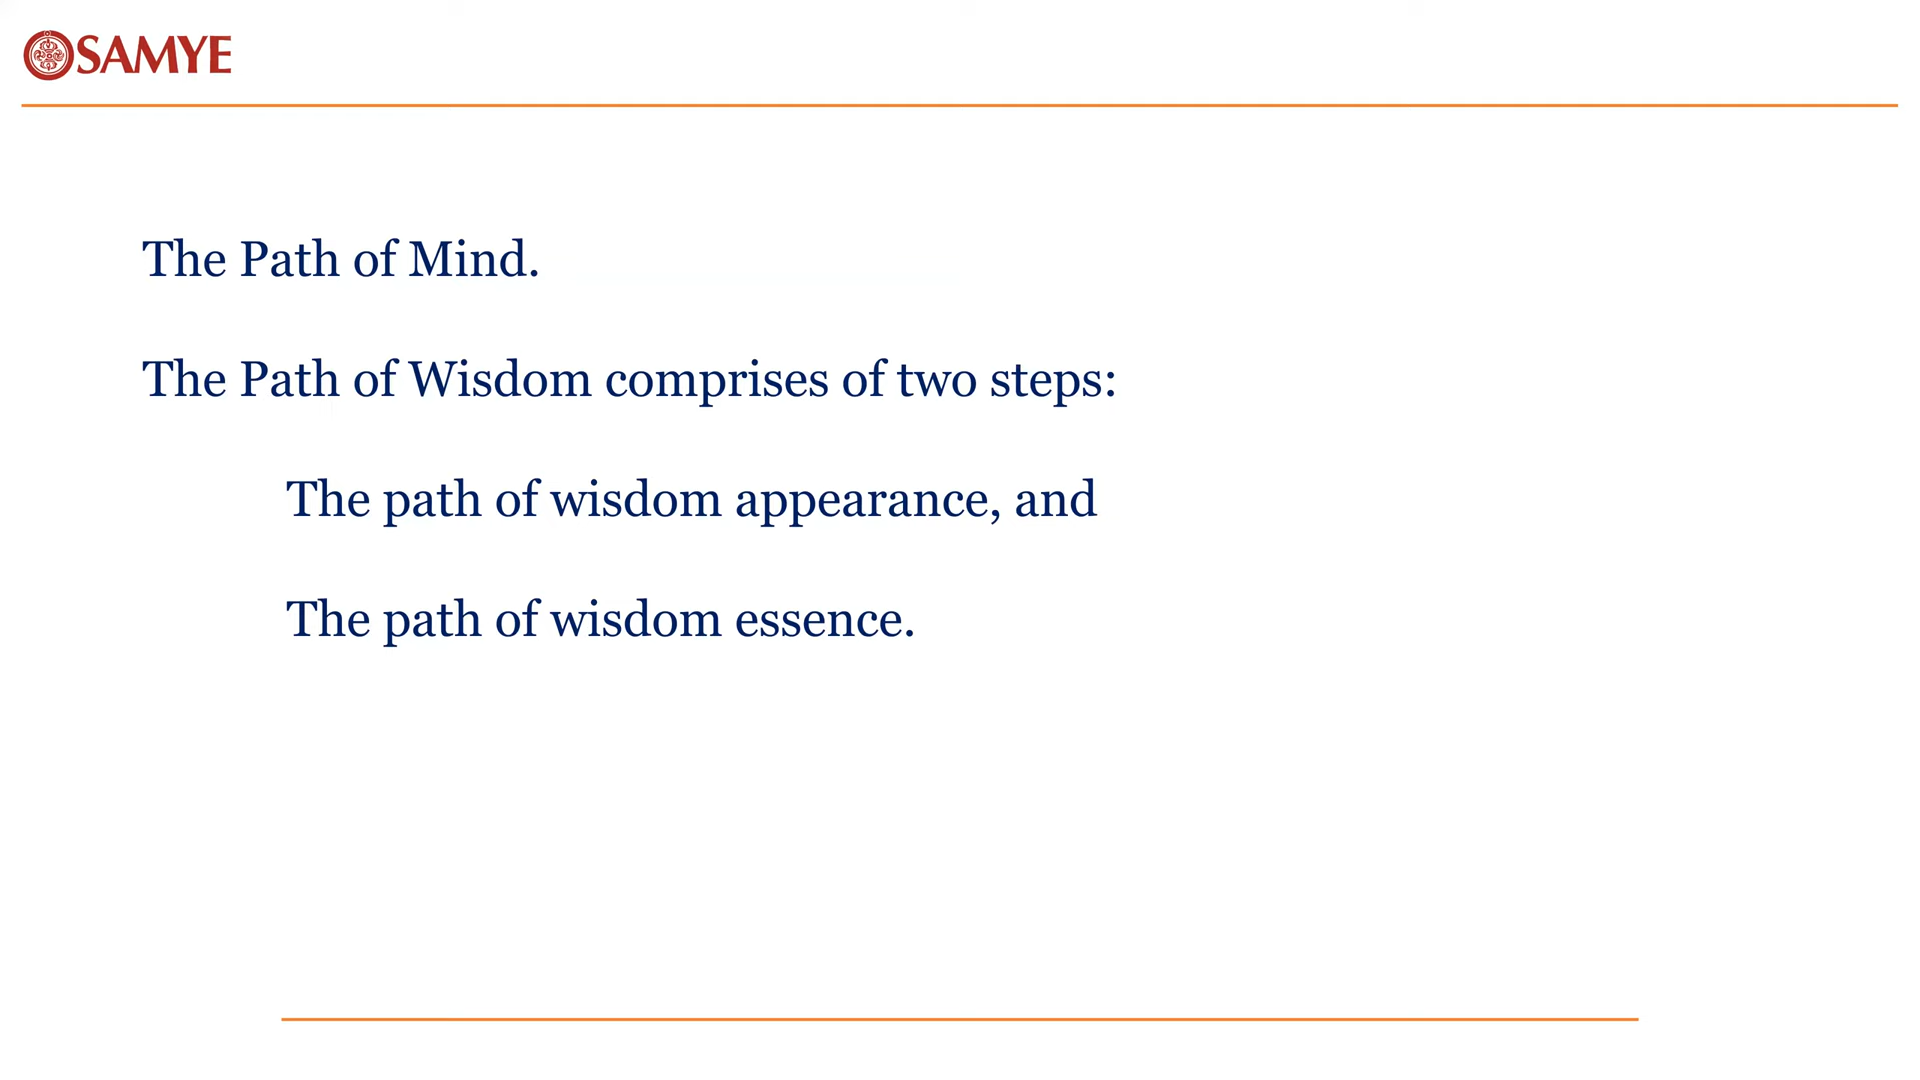 SAMYE
The Path of Mind.
The Path of Wisdom comprises of two steps:
The path of wisdom appearance, and
The path of wisdom essence.